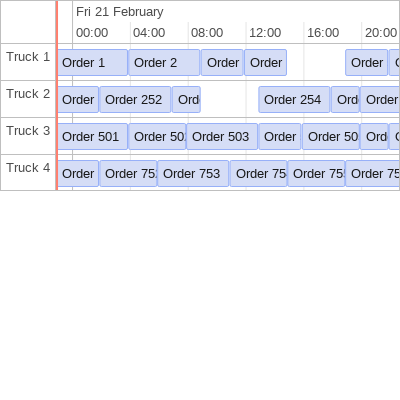 Fri 21 February
00:00 04:00 08:00 12:00 16:00 20:00
Truck 1 Order 1 Order 2 Order Order Order
Truck 2 Order Order 252 Ord Order 254 Ord Order
Truck 3 Order 501 Order 50 Order 503 Order Order 50 Ord
Truck 4 Order Order 75 Order 753 Order 75 Order 75 Order 75